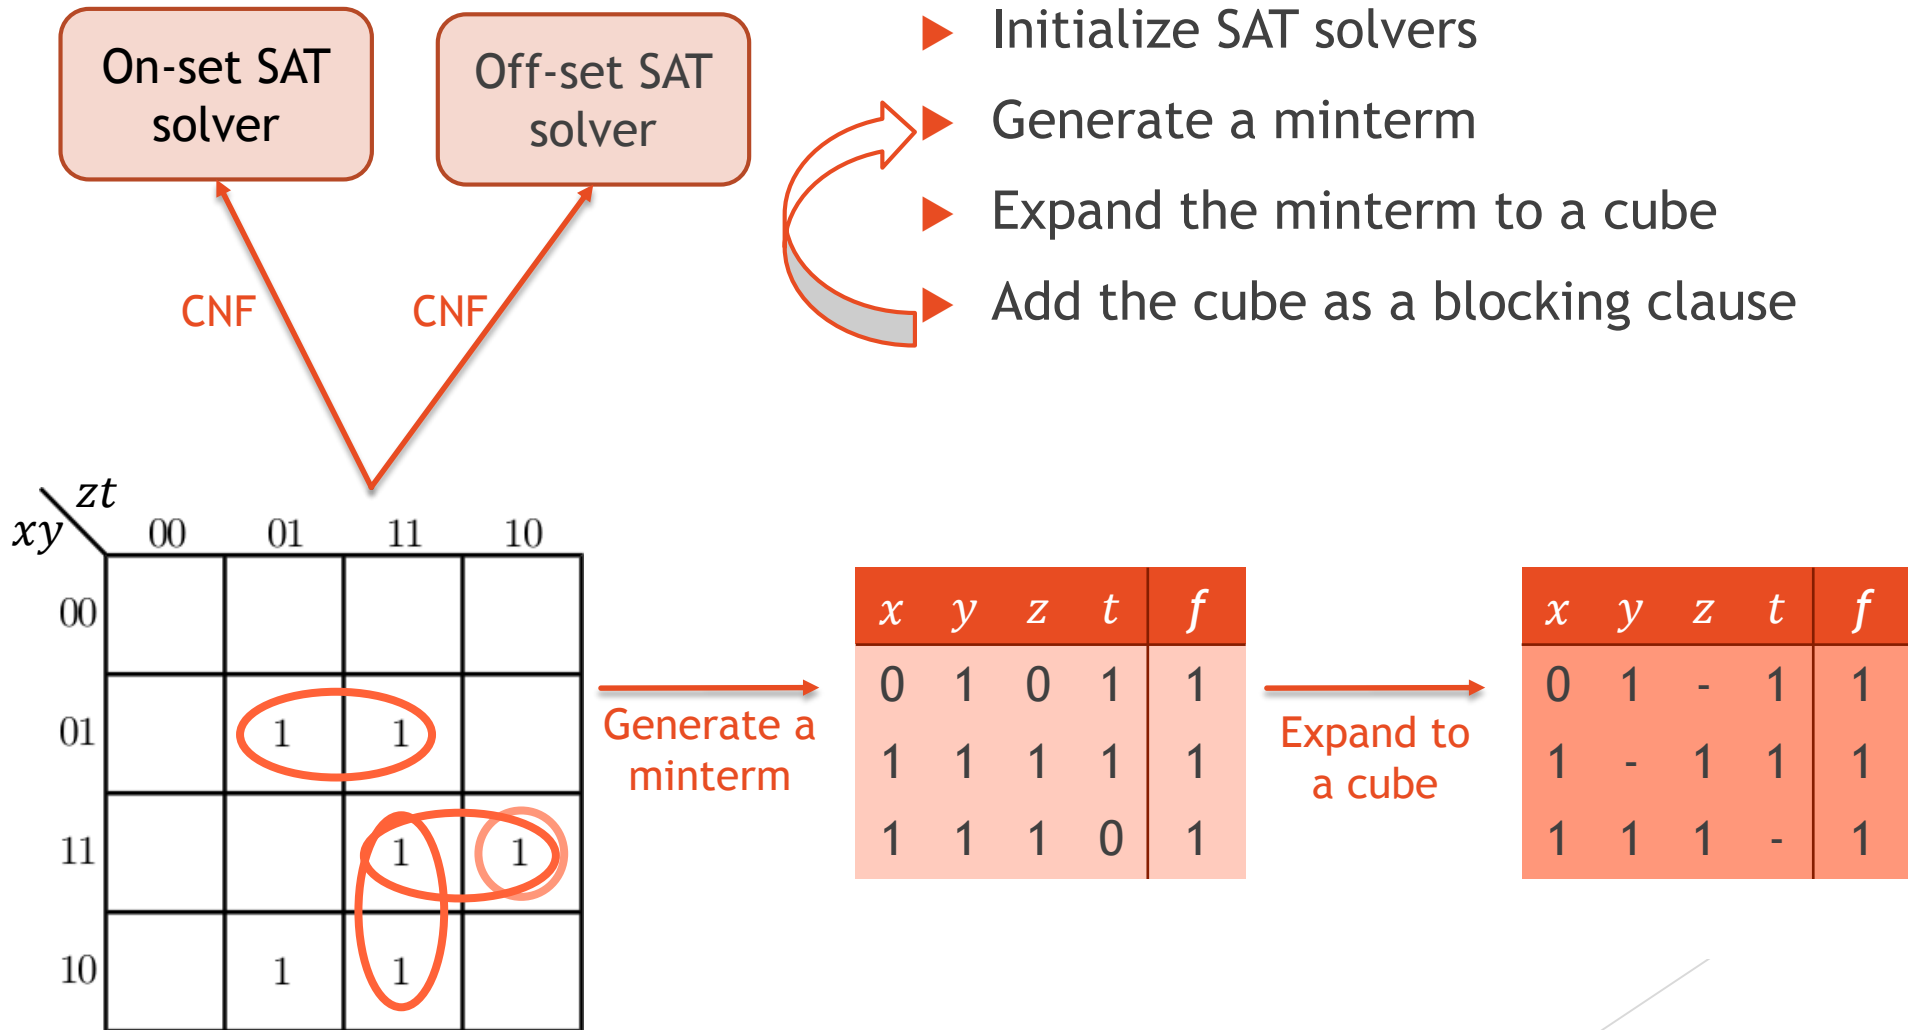 On-set SAT
solver
Off-set SAT
solver
Initialize SAT solvers
Generate a minterm
Expand the minterm to a cube
Add the cube as a blocking clause
CNF
CNF
zt
xy
00 01 11 10
00
01 1 1
11 1 1
10 1 1
Generate a
minterm
x y z t f
0 1 0 1 1
1 1 1 1 1
1 1 1 0 1
Expand to
a cube
x y z t f
0 1 - 1 1
1 - 1 1 1
1 1 1 - 1